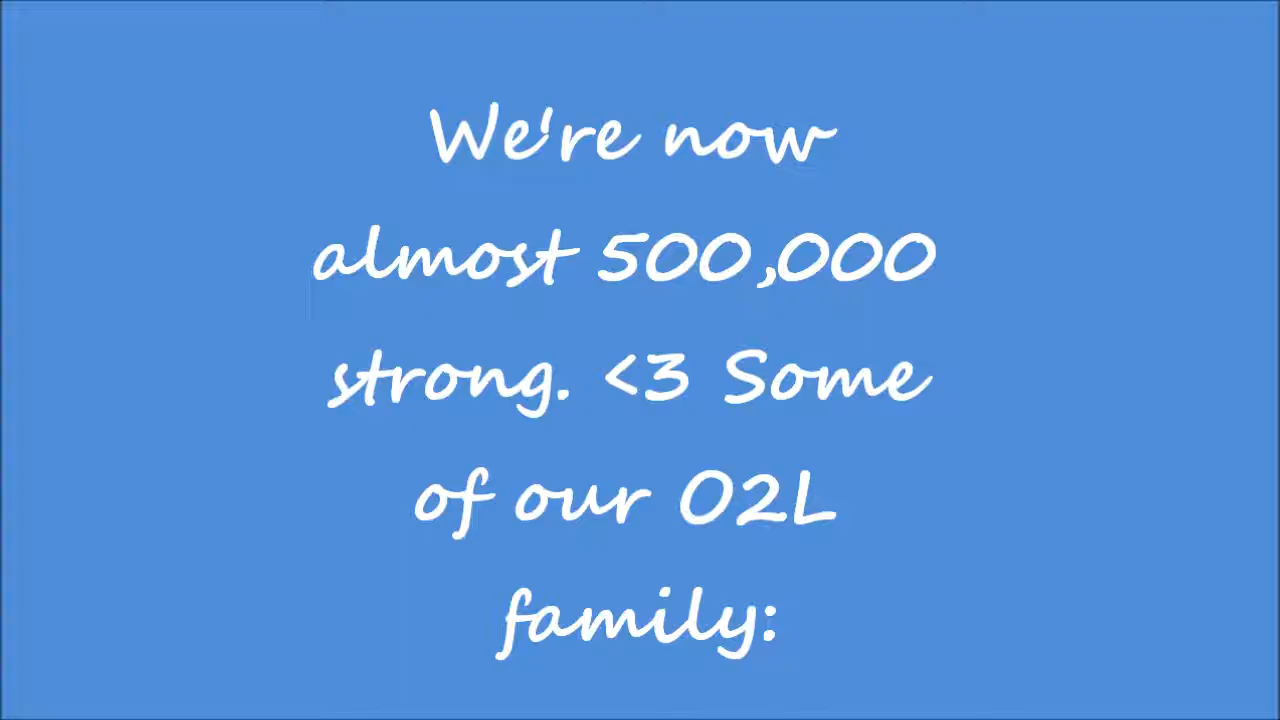 We're now
almost 500,000
strong. <3 Some
of our O2L
family: